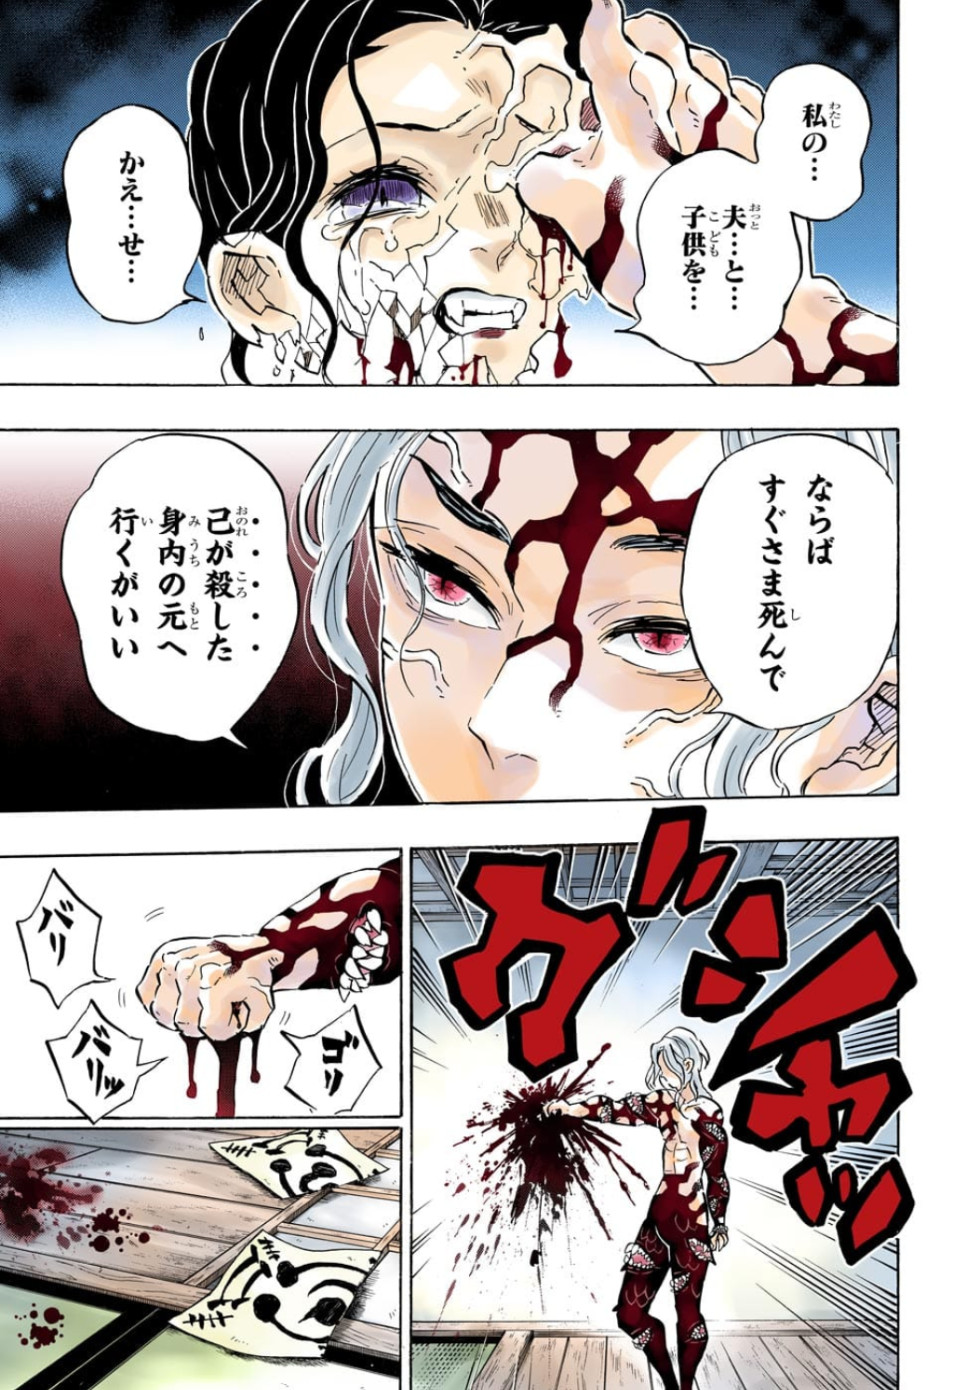 私の…
夫…と…
子供を…
かえ…せ…
ならば
すぐさま死んで
己が殺した
身内の元へ
行くがいい
グシャッ
バリ
ゴリ
バリッ